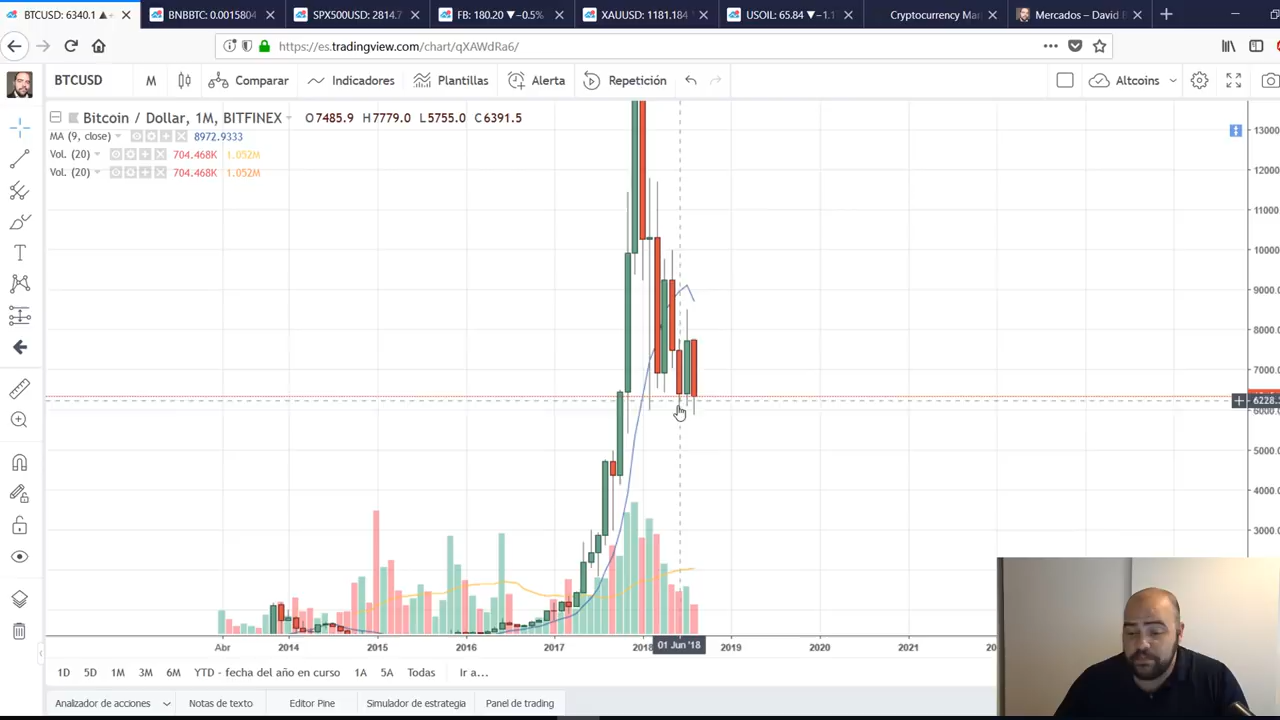 BTCUSD: 6340.1 ▲
BNBBTC: 0.0015804
SPX500USD: 2814.7
FB: 180.20 ▼−0.5%
XAUUSD: 1181.184
USOIL: 65.84 ▼−1.1
Cryptocurrency Mar
Mercados – David B
https://es.tradingview.com/chart/qXAWdRa6/
BTCUSD M Comparar Indicadores Plantillas Alerta Repetición Altcoins
Bitcoin / Dollar, 1M, BITFINEX O7485.9 H7779.0 L5755.0 C6391.5
MA (9, close) 8972.9333
Vol. (20) 704.468K 1.052M
Vol. (20) 704.468K 1.052M
13000
12000
11000
10000
9000.
8000.
7000.
6228.
6000.
5000.
4000.
3000.
Abr 2014 2015 2016 2017 2018 01 Jun '18 2019 2020 2021
1D 5D 1M 3M 6M YTD - fecha del año en curso 1A 5A Todas Ir a...
Analizador de acciones Notas de texto Editor Pine Simulador de estrategia Panel de trading